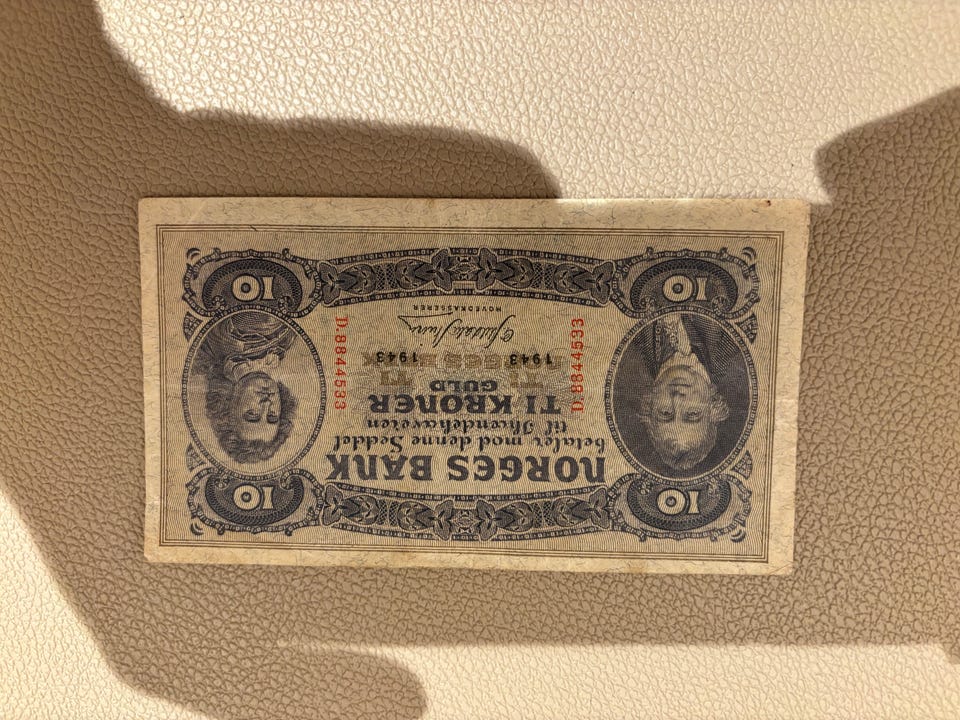 10 10
NORGES BANK
betaler mod denne Seddel
til Ihændehaveren
TI KRONER
GULD
D.8844533
D.8844533
1943 1943
HOVEDKASSERER
10 10